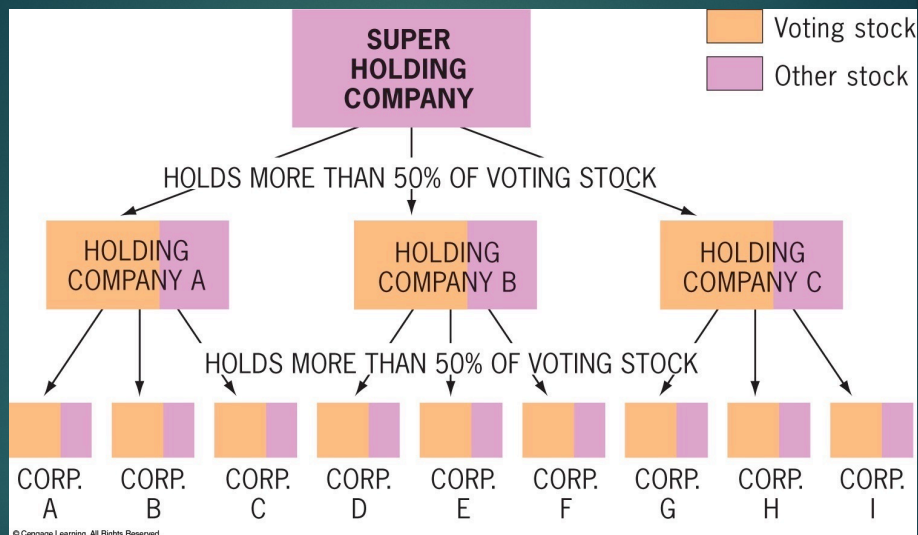 SUPER
HOLDING
COMPANY
Voting stock
Other stock
HOLDS MORE THAN 50% OF VOTING STOCK
HOLDING
COMPANY A
HOLDING
COMPANY B
HOLDING
COMPANY C
HOLDS MORE THAN 50% OF VOTING STOCK
CORP.
A
CORP.
B
CORP.
C
CORP.
D
CORP.
E
CORP.
F
CORP.
G
CORP.
H
CORP.
I
© Cengage Learning. All Rights Reserved.